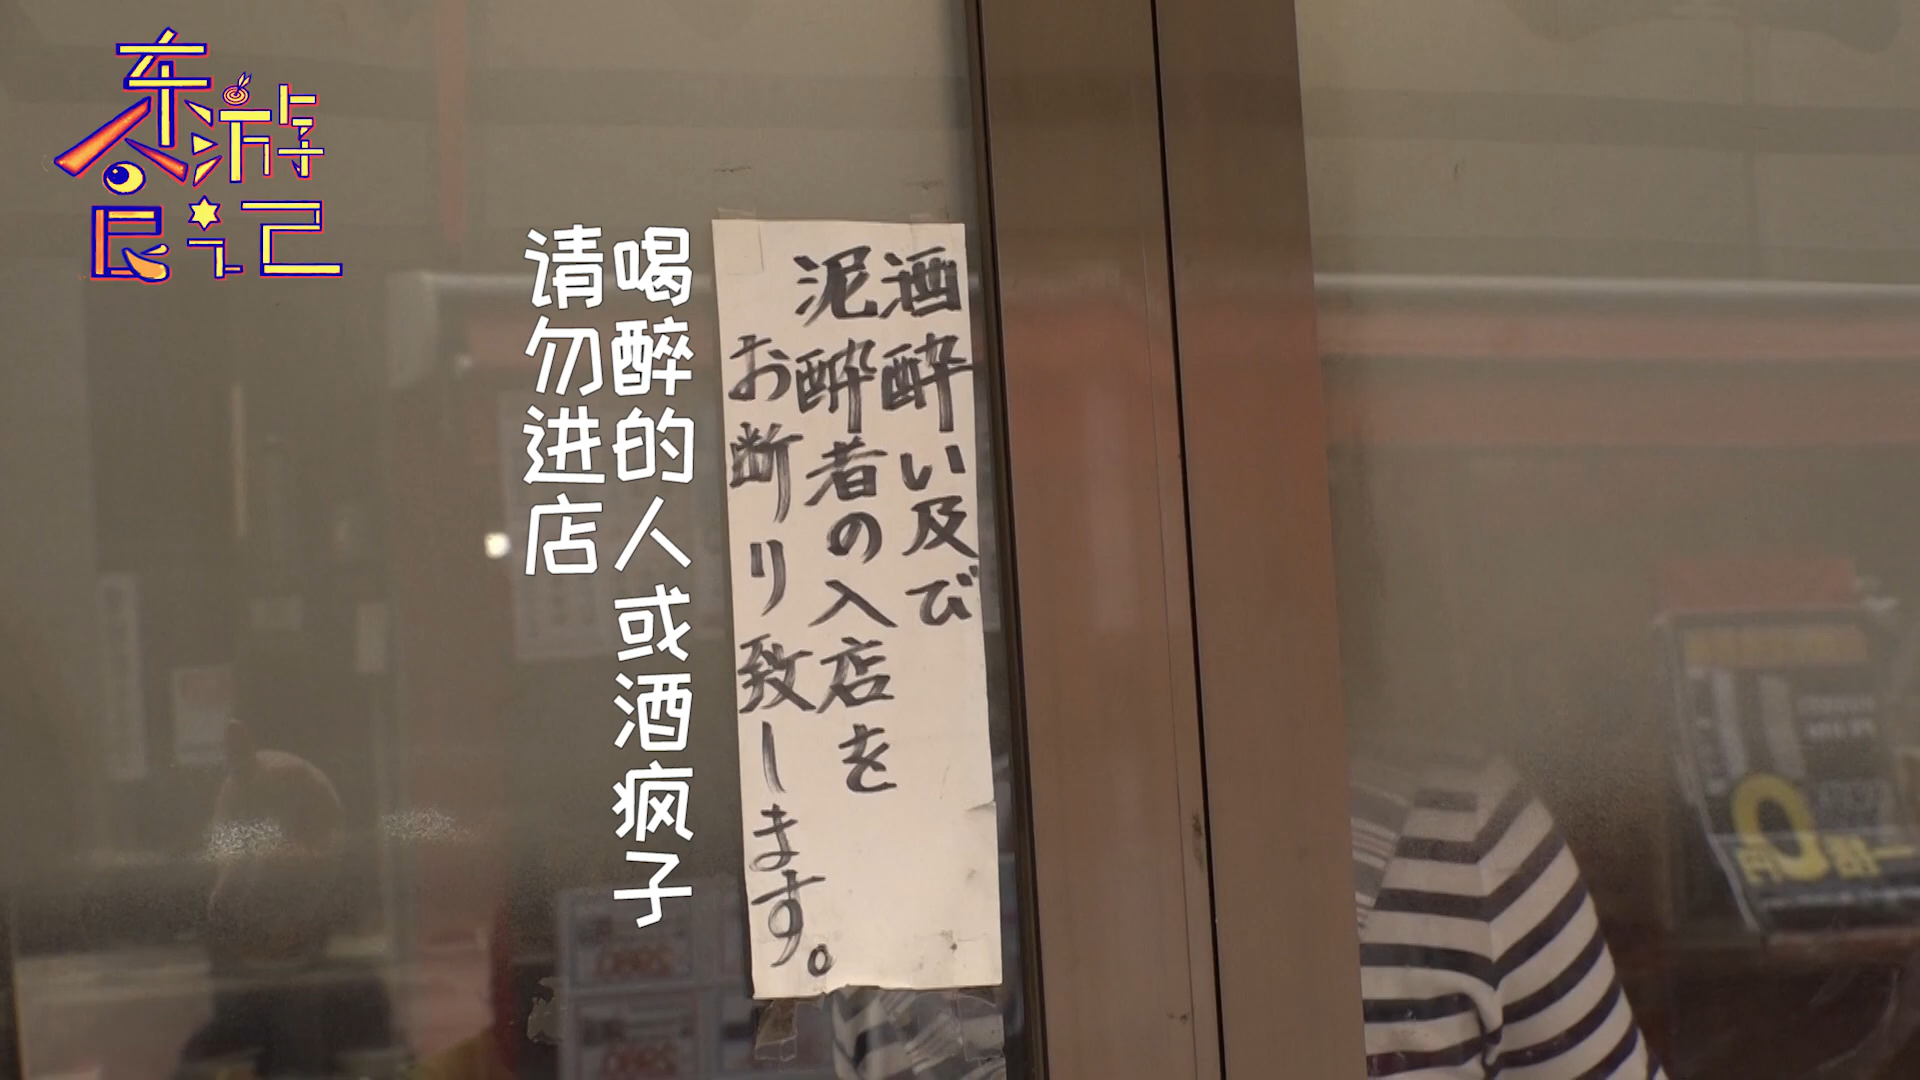 东游
食记
酒酔い及び
泥酔者の入店を
お断り致します。
喝醉的人或酒疯子
请勿进店